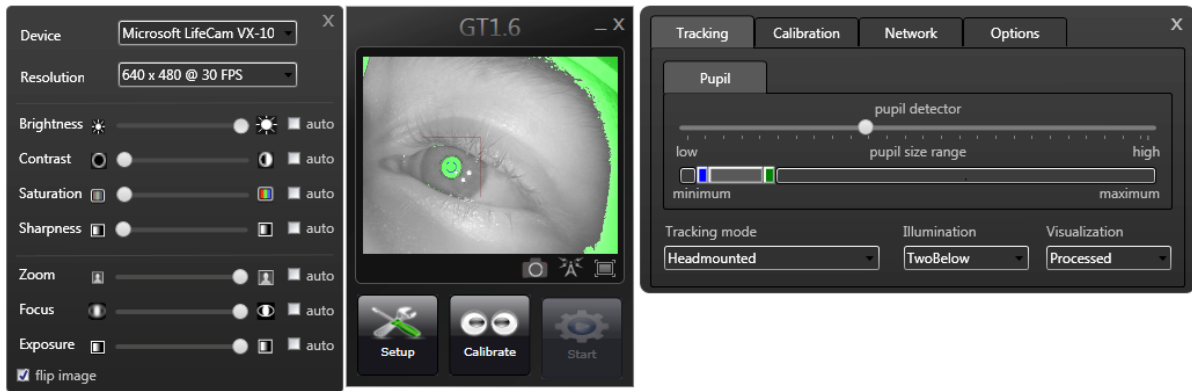 Device Microsoft LifeCam VX-10
Resolution 640 x 480 @ 30 FPS
Brightness auto
Contrast auto
Saturation auto
Sharpness auto
Zoom auto
Focus auto
Exposure auto
flip image
X
GT1.6
_ X
Setup
Calibrate
Start
Tracking Calibration Network Options X
Pupil
pupil detector
low pupil size range high
minimum maximum
Tracking mode Illumination Visualization
Headmounted TwoBelow Processed